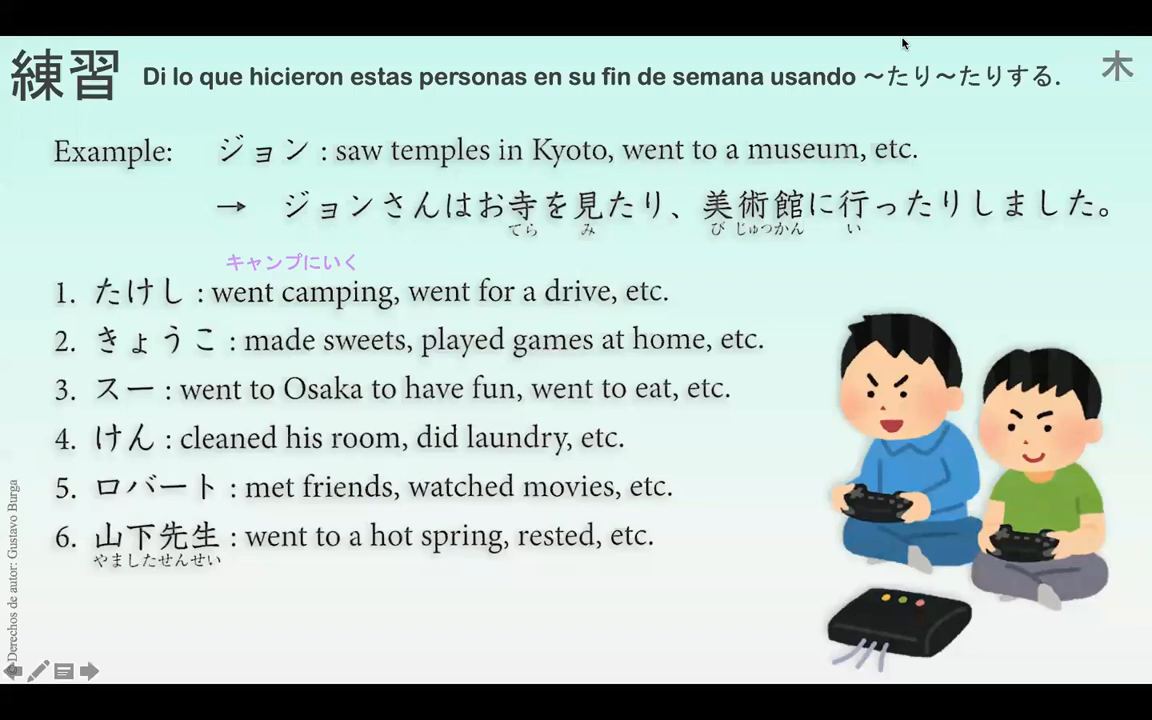 練習 Di lo que hicieron estas personas en su fin de semana usando ～たり～たりする. 木
Example: ジョン : saw temples in Kyoto, went to a museum, etc.
→ ジョンさんはお寺を見たり、美術館に行ったりしました。
てら み び じゅつかん い
キャンプにいく
1. たけし : went camping, went for a drive, etc.
2. きょうこ : made sweets, played games at home, etc.
3. スー : went to Osaka to have fun, went to eat, etc.
4. けん : cleaned his room, did laundry, etc.
5. ロバート : met friends, watched movies, etc.
6. 山下先生 : went to a hot spring, rested, etc.
やましたせんせい
© Derechos de autor: Gustavo Burga